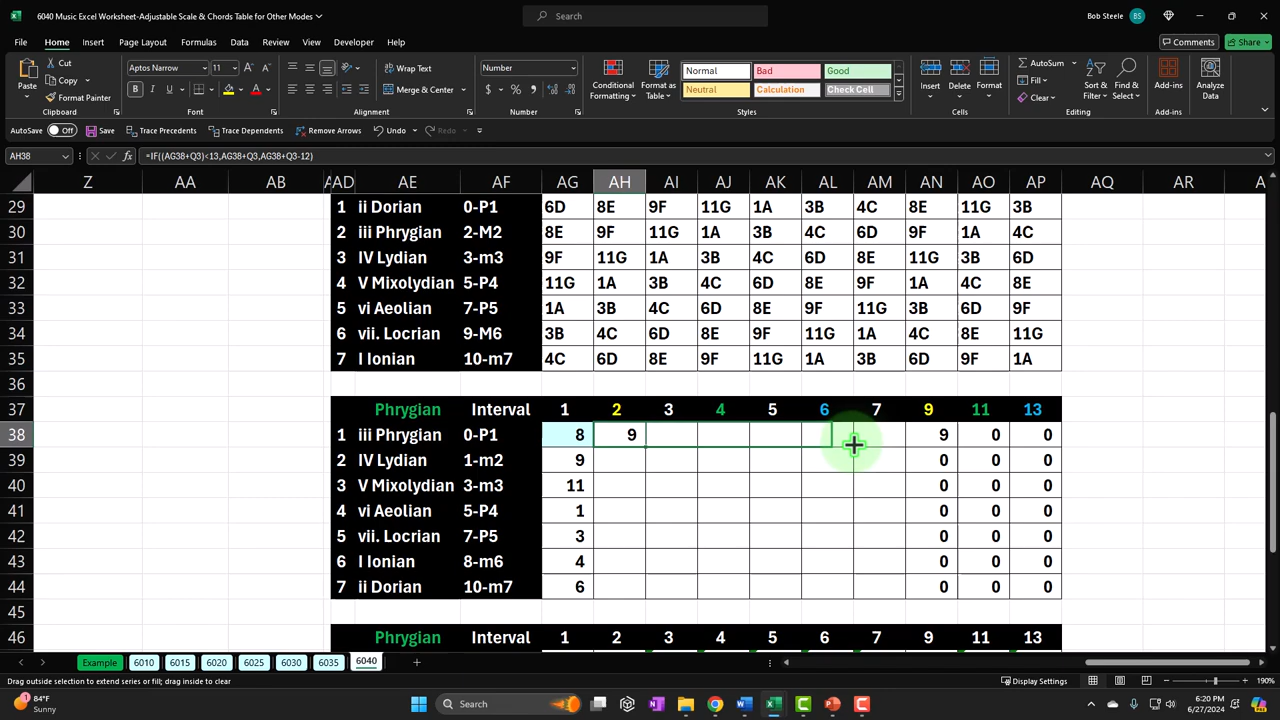 6040 Music Excel Worksheet-Adjustable Scale & Chords Table for Other Modes
Search
Bob Steele BS
File Home Insert Draw Page Layout Formulas Data Review View Developer Help
Comments Share
Paste
Cut
Copy
Format Painter
Clipboard
Aptos Narrow 11
B I U
Font
Wrap Text
Merge & Center
Alignment
Number
$ % 9
Number
Conditional Formatting
Format as Table
Normal Bad Good
Neutral Calculation Check Cell
Styles
Insert Delete Format
Cells
AutoSum
Fill
Clear
Sort & Filter
Find & Select
Editing
Add-ins
Add-ins
Analyze Data
AutoSave Off Save Trace Precedents Trace Dependents Remove Arrows Undo Redo
AH38 fx =IF((AG38+Q3)<13,AG38+Q3,AG38+Q3-12)
Z AA AB AD AE AF AG AH AI AJ AK AL AM AN AO AP AQ AR
29 1 ii Dorian 0-P1 6D 8E 9F 11G 1A 3B 4C 8E 11G 3B
30 2 iii Phrygian 2-M2 8E 9F 11G 1A 3B 4C 6D 9F 1A 4C
31 3 IV Lydian 3-m3 9F 11G 1A 3B 4C 6D 8E 11G 3B 6D
32 4 V Mixolydian 5-P4 11G 1A 3B 4C 6D 8E 9F 1A 4C 8E
33 5 vi Aeolian 7-P5 1A 3B 4C 6D 8E 9F 11G 3B 6D 9F
34 6 vii. Locrian 9-M6 3B 4C 6D 8E 9F 11G 1A 4C 8E 11G
35 7 I Ionian 10-m7 4C 6D 8E 9F 11G 1A 3B 6D 9F 1A
36
37 Phrygian Interval 1 2 3 4 5 6 7 9 11 13
38 1 iii Phrygian 0-P1 8 9 9 0 0
39 2 IV Lydian 1-m2 9 0 0 0
40 3 V Mixolydian 3-m3 11 0 0 0
41 4 vi Aeolian 5-P4 1 0 0 0
42 5 vii. Locrian 7-P5 3 0 0 0
43 6 I Ionian 8-m6 4 0 0 0
44 7 ii Dorian 10-m7 6 0 0 0
45
46 Phrygian Interval 1 2 3 4 5 6 7 9 11 13
Example 6010 6015 6020 6025 6030 6035 6040
Drag outside selection to extend series or fill; drag inside to clear
Display Settings 190%
84°F
Sunny
Search
6:20 PM
6/27/2024